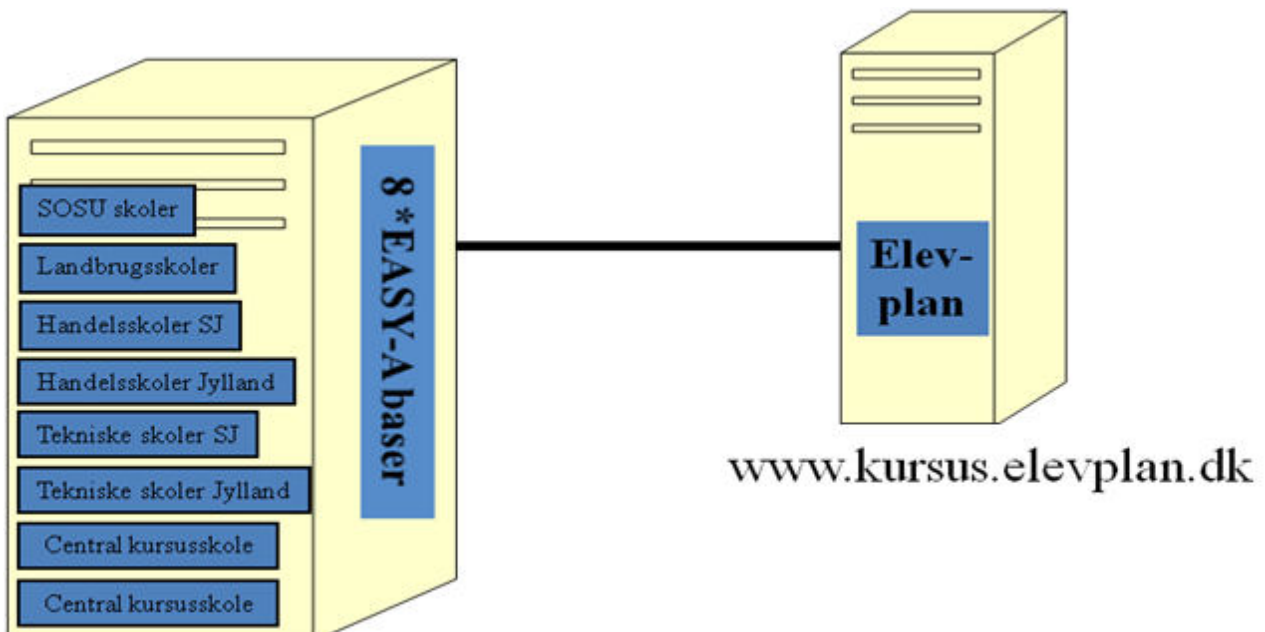 SOSU skoler
Landbrugsskoler
Handelsskoler SJ
Handelsskoler Jylland
Tekniske skoler SJ
Tekniske skoler Jylland
Central kursusskole
Central kursusskole
8 *EASY-A baser
Elev-
plan
www.kursus.elevplan.dk